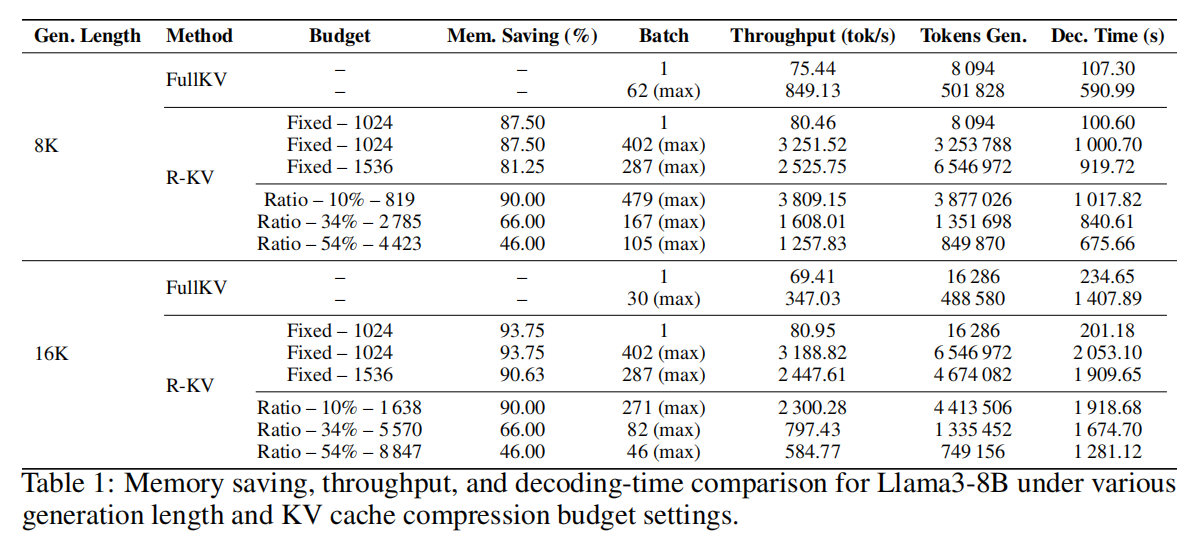 Gen. Length Method Budget Mem. Saving (%) Batch Throughput (tok/s) Tokens Gen. Dec. Time (s)
8K FullKV – – 1 75.44 8 094 107.30
– – 62 (max) 849.13 501 828 590.99
R-KV Fixed – 1024 87.50 1 80.46 8 094 100.60
Fixed – 1024 87.50 402 (max) 3 251.52 3 253 788 1 000.70
Fixed – 1536 81.25 287 (max) 2 525.75 6 546 972 919.72
Ratio – 10% – 819 90.00 479 (max) 3 809.15 3 877 026 1 017.82
Ratio – 34% – 2 785 66.00 167 (max) 1 608.01 1 351 698 840.61
Ratio – 54% – 4 423 46.00 105 (max) 1 257.83 849 870 675.66
16K FullKV – – 1 69.41 16 286 234.65
– – 30 (max) 347.03 488 580 1 407.89
R-KV Fixed – 1024 93.75 1 80.95 16 286 201.18
Fixed – 1024 93.75 402 (max) 3 188.82 6 546 972 2 053.10
Fixed – 1536 90.63 287 (max) 2 447.61 4 674 082 1 909.65
Ratio – 10% – 1 638 90.00 271 (max) 2 300.28 4 413 506 1 918.68
Ratio – 34% – 5 570 66.00 82 (max) 797.43 1 335 452 1 674.70
Ratio – 54% – 8 847 46.00 46 (max) 584.77 749 156 1 281.12
Table 1: Memory saving, throughput, and decoding-time comparison for Llama3-8B under various
generation length and KV cache compression budget settings.